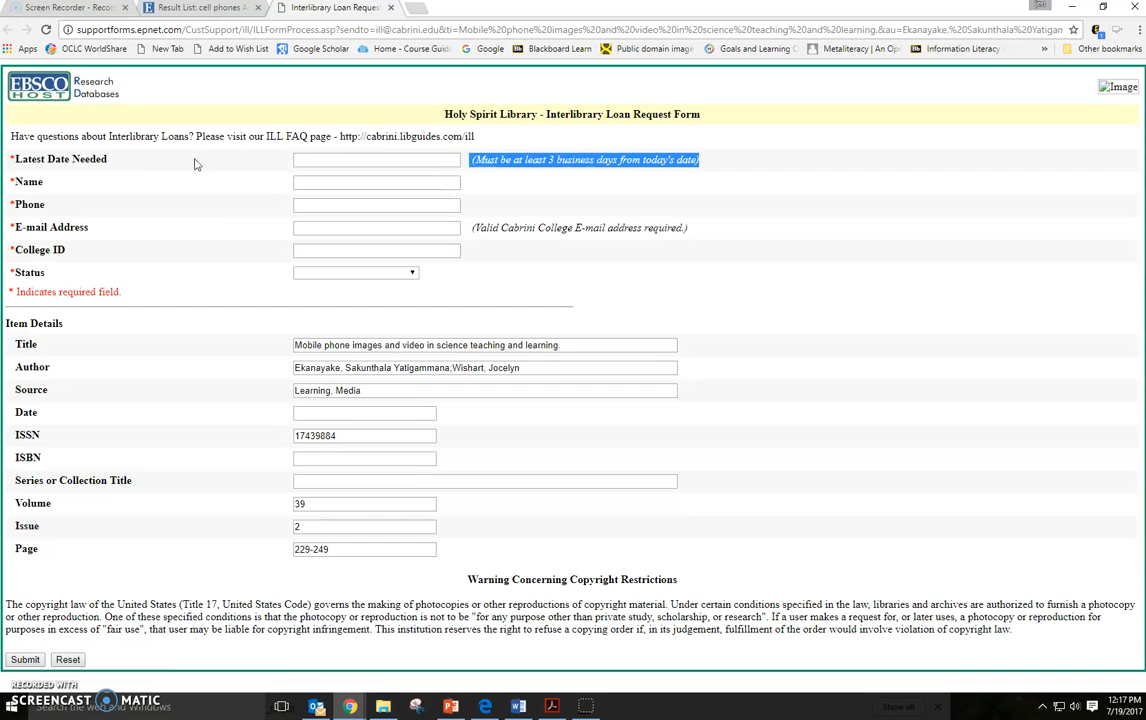 Screen Recorder - Recor
Result List: cell phones A
Interlibrary Loan Reques
jen
supportforms.epnet.com/CustSupport/ill/ILLFormProcess.asp?sendto=ill@cabrini.edu&ti=Mobile%20phone%20images%20and%20video%20in%20science%20teaching%20and%20learning.&au=Ekanayake,%20Sakunthala%20Yatigam
Apps
OCLC WorldShare
New Tab
Add to Wish List
Google Scholar
Home - Course Guide
Google
Blackboard Learn
Public domain image
Goals and Learning O
Metaliteracy | An Ope
Information Literacy
»
Other bookmarks
EBSCO HOST
Research Databases
Image
Holy Spirit Library - Interlibrary Loan Request Form
Have questions about Interlibrary Loans? Please visit our ILL FAQ page - http://cabrini.libguides.com/ill
*Latest Date Needed (Must be at least 3 business days from today's date)
*Name
*Phone
*E-mail Address (Valid Cabrini College E-mail address required.)
*College ID
*Status
* Indicates required field.
Item Details
Title Mobile phone images and video in science teaching and learning.
Author Ekanayake, Sakunthala Yatigammana;Wishart, Jocelyn
Source Learning, Media
Date
ISSN 17439884
ISBN
Series or Collection Title
Volume 39
Issue 2
Page 229-249
Warning Concerning Copyright Restrictions
The copyright law of the United States (Title 17, United States Code) governs the making of photocopies or other reproductions of copyright material. Under certain conditions specified in the law, libraries and archives are authorized to furnish a photocopy
or other reproduction. One of these specified conditions is that the photocopy or reproduction is not to be "for any purpose other than private study, scholarship, or research". If a user makes a request for, or later uses, a photocopy or reproduction for
purposes in excess of "fair use", that user may be liable for copyright infringement. This institution reserves the right to refuse a copying order if, in its judgement, fulfillment of the order would involve violation of copyright law.
Submit Reset
RECORDED WITH
SCREENCAST MATIC
Search the web and Windows
Show all
12:17 PM
7/19/2017